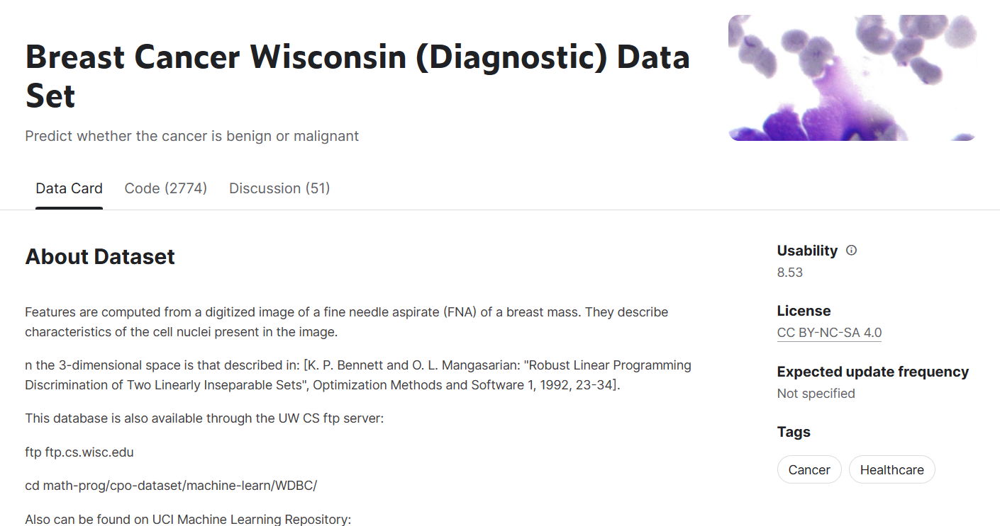 Breast Cancer Wisconsin (Diagnostic) Data
Set
Predict whether the cancer is benign or malignant
Data Card
Code (2774)
Discussion (51)
About Dataset
Features are computed from a digitized image of a fine needle aspirate (FNA) of a breast mass. They describe
characteristics of the cell nuclei present in the image.
n the 3-dimensional space is that described in: [K. P. Bennett and O. L. Mangasarian: "Robust Linear Programming
Discrimination of Two Linearly Inseparable Sets", Optimization Methods and Software 1, 1992, 23-34].
This database is also available through the UW CS ftp server:
ftp ftp.cs.wisc.edu
cd math-prog/cpo-dataset/machine-learn/WDBC/
Also can be found on UCI Machine Learning Repository:
Usability
8.53
License
CC BY-NC-SA 4.0
Expected update frequency
Not specified
Tags
Cancer
Healthcare